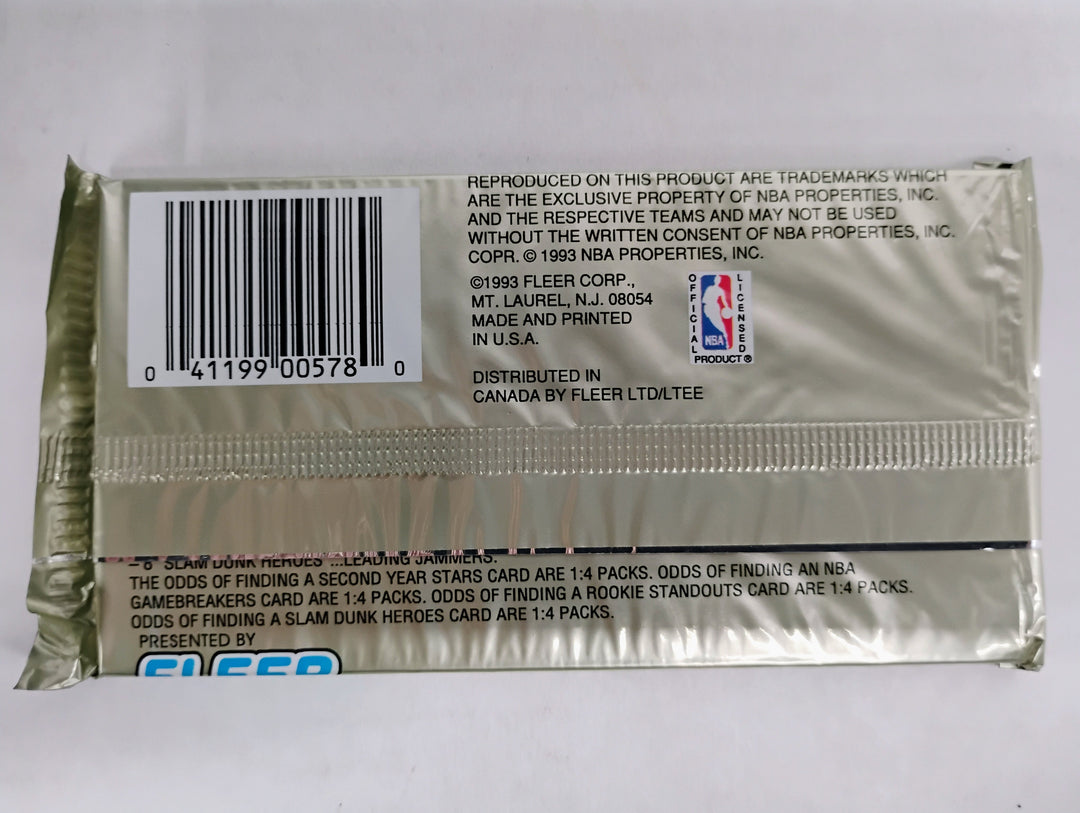 REPRODUCED ON THIS PRODUCT ARE TRADEMARKS WHICH
ARE THE EXCLUSIVE PROPERTY OF NBA PROPERTIES, INC.
AND THE RESPECTIVE TEAMS AND MAY NOT BE USED
WITHOUT THE WRITTEN CONSENT OF NBA PROPERTIES, INC.
COPR. © 1993 NBA PROPERTIES, INC.
©1993 FLEER CORP.,
MT. LAUREL, N.J. 08054
MADE AND PRINTED
IN U.S.A.
OFFICIAL
NBA
LICENSED
PRODUCT®
DISTRIBUTED IN
CANADA BY FLEER LTD/LTEE
0 41199 00578 0
– 8 SLAM DUNK HEROES ...LEADING JAMMERS.
THE ODDS OF FINDING A SECOND YEAR STARS CARD ARE 1:4 PACKS. ODDS OF FINDING AN NBA
GAMEBREAKERS CARD ARE 1:4 PACKS. ODDS OF FINDING A ROOKIE STANDOUTS CARD ARE 1:4 PACKS.
ODDS OF FINDING A SLAM DUNK HEROES CARD ARE 1:4 PACKS.
PRESENTED BY
FLEER